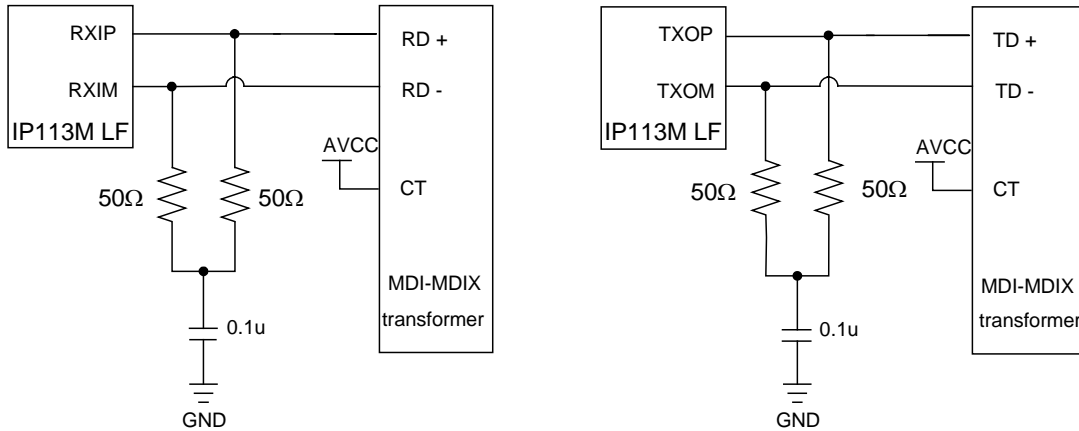 RXIP
RD +
RXIM
RD -
IP113M LF
AVCC
50Ω
50Ω
CT
MDI-MDIX
transformer
0.1u
GND
TXOP
TD +
TXOM
TD -
IP113M LF
AVCC
50Ω
50Ω
CT
MDI-MDIX
transformer
0.1u
GND